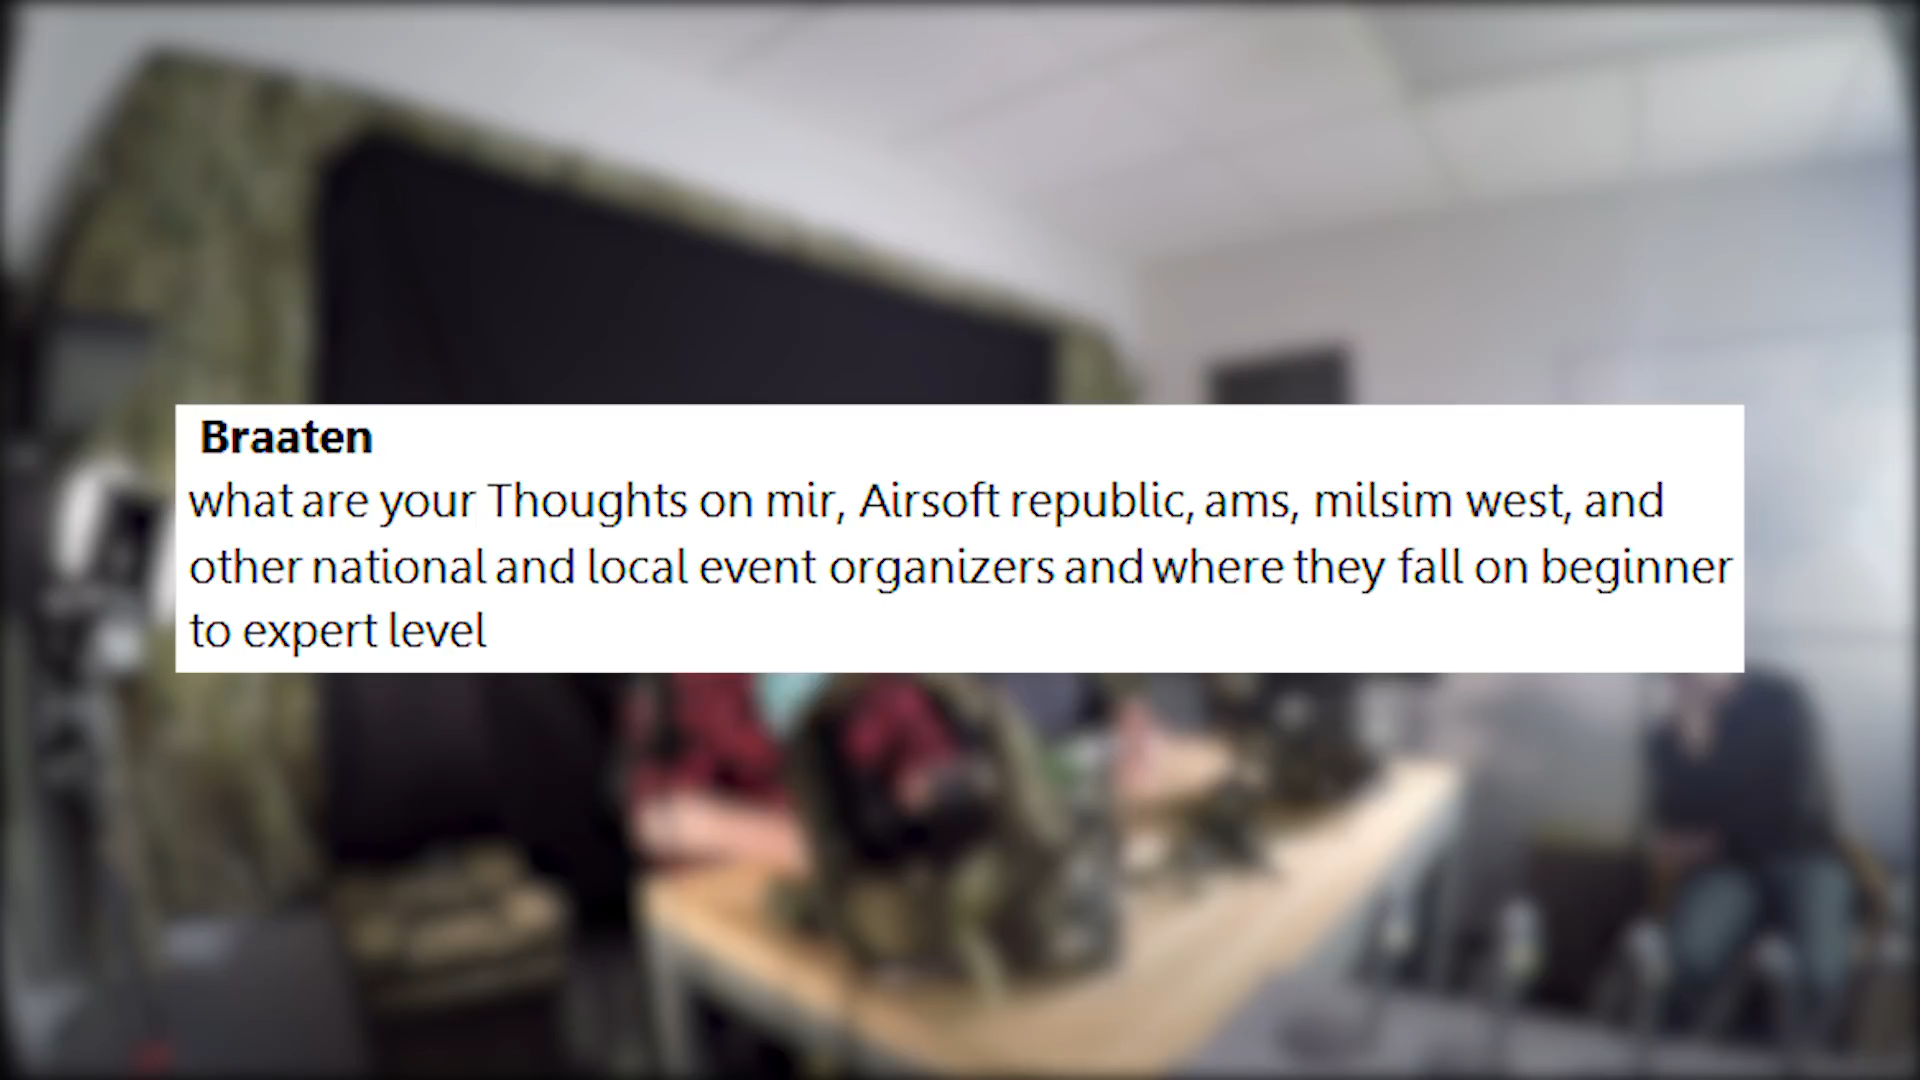 Braaten
what are your Thoughts on mir, Airsoft republic, ams, milsim west, and
other national and local event organizers and where they fall on beginner
to expert level